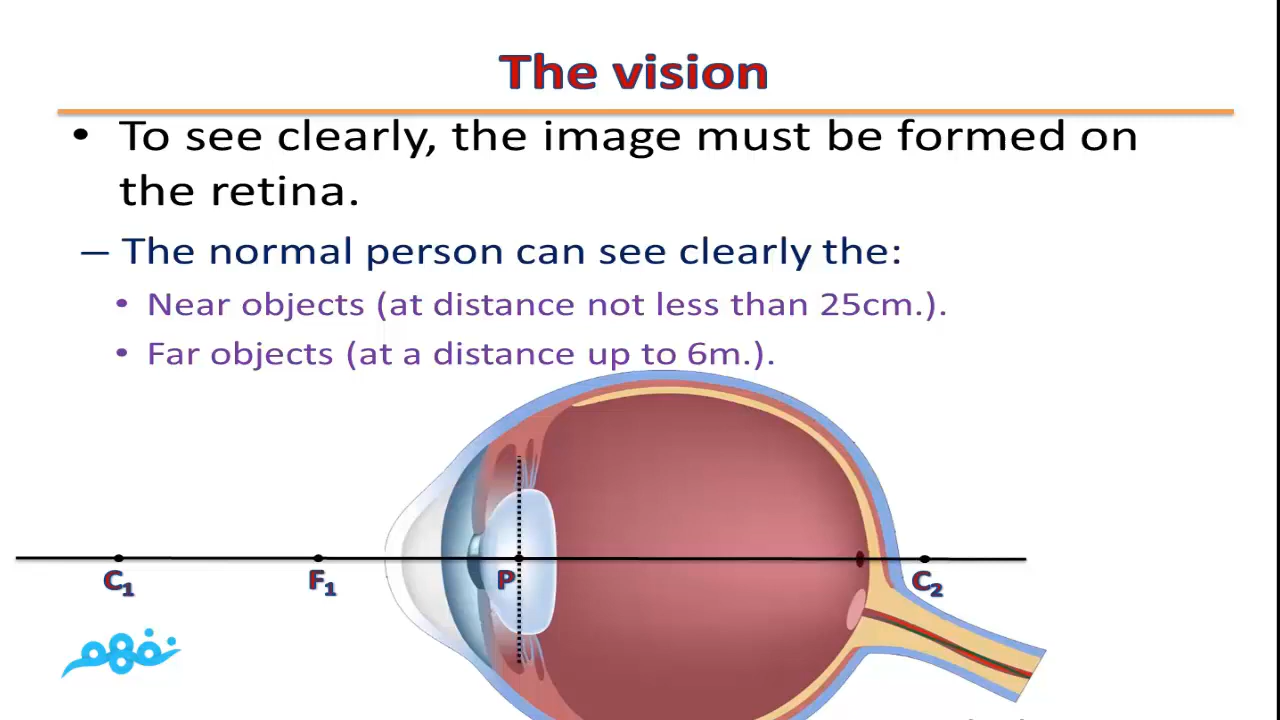 The vision
• To see clearly, the image must be formed on
the retina.
– The normal person can see clearly the:
• Near objects (at distance not less than 25cm.).
• Far objects (at a distance up to 6m.).
C₁ F₁ P C₂
نفهم